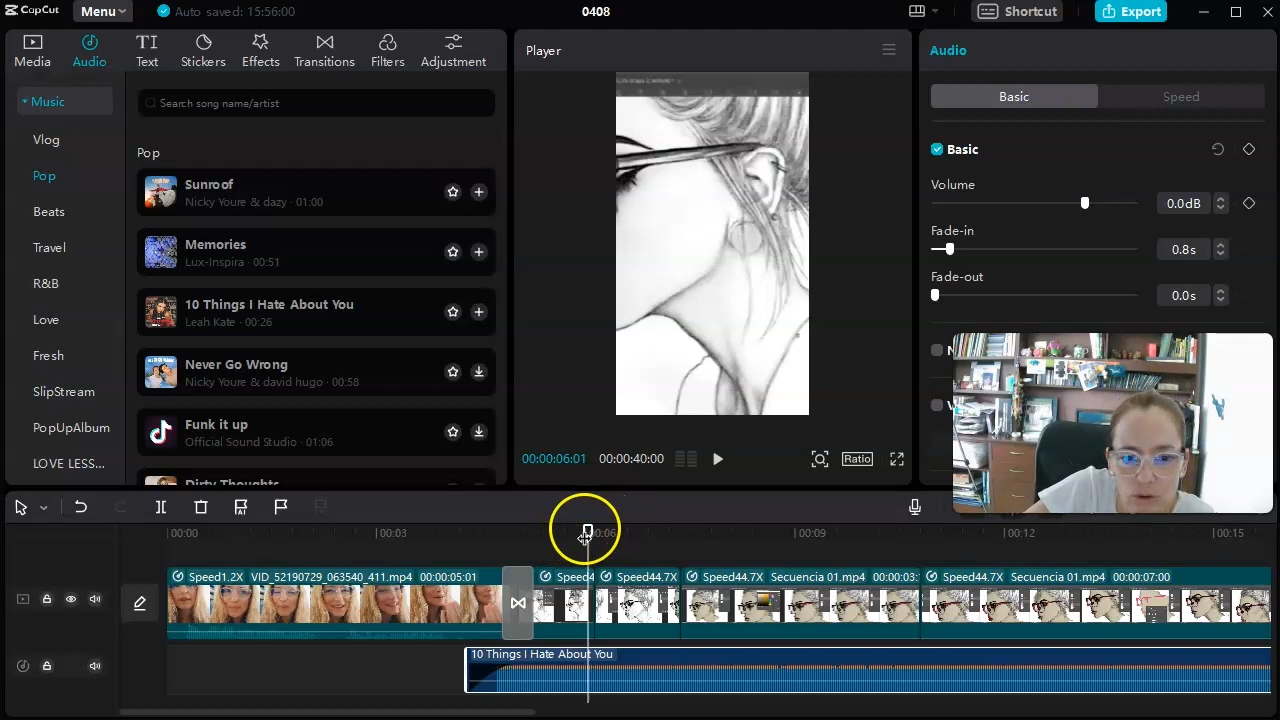 CapCut Menu Auto saved: 15:56:00 0408 Shortcut Export
Media Audio Text Stickers Effects Transitions Filters Adjustment
Music
Vlog
Pop
Beats
Travel
R&B
Love
Fresh
SlipStream
PopUpAlbum
LOVE LESS...
Search song name/artist
Pop
Sunroof
Nicky Youre & dazy · 01:00
Memories
Lux-Inspira · 00:51
10 Things I Hate About You
Leah Kate · 00:26
Never Go Wrong
Nicky Youre & david hugo · 00:58
Funk it up
Official Sound Studio · 01:06
Dirty Thoughts
Player
00:00:06:01 00:00:40:00 Ratio
Audio
Basic Speed
Basic
Volume
0.0dB
Fade-in
0.8s
Fade-out
0.0s
00:00 00:03 00:06 00:09 00:12 00:15
Speed1.2X VID_52190729_063540_411.mp4 00:00:05:01
Speed4
Speed44.7X
Speed44.7X Secuencia 01.mp4 00:00:03:
Speed44.7X Secuencia 01.mp4 00:00:07:00
10 Things I Hate About You